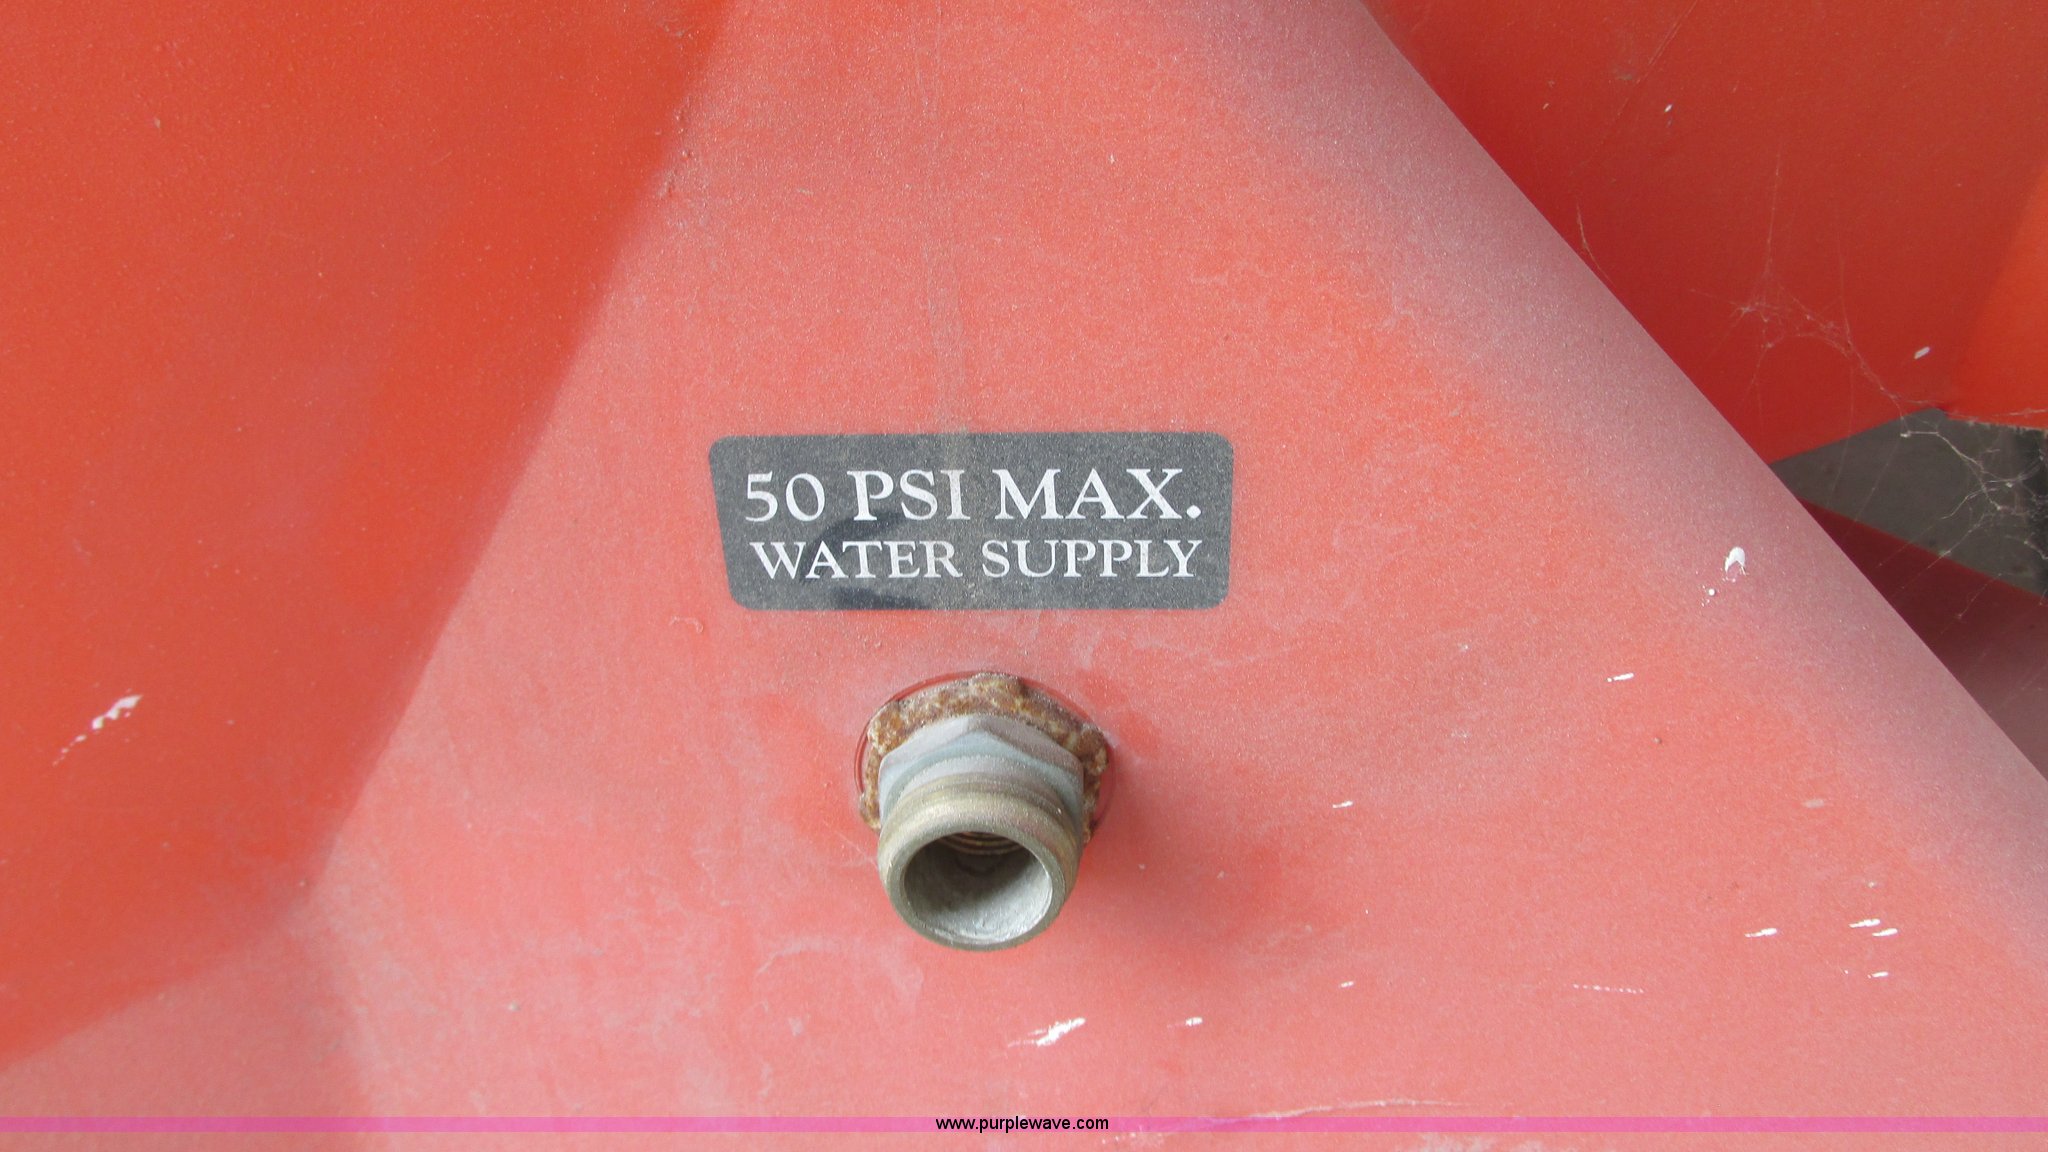 50 PSI MAX.
WATER SUPPLY
www.purplewave.com